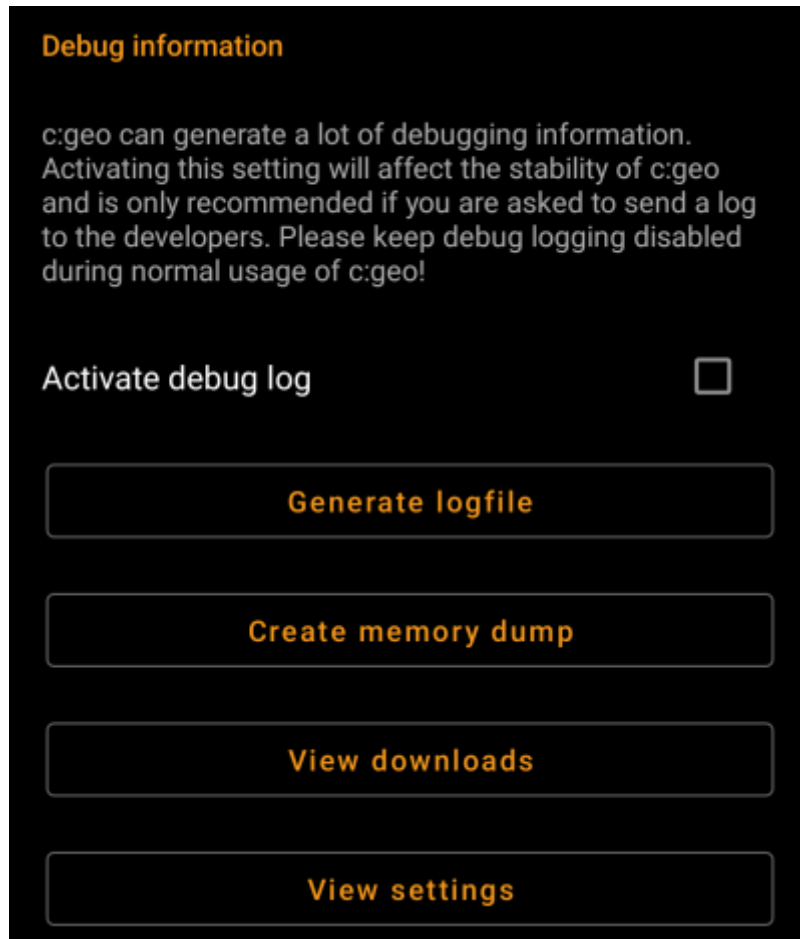 Debug information
c:geo can generate a lot of debugging information.
Activating this setting will affect the stability of c:geo
and is only recommended if you are asked to send a log
to the developers. Please keep debug logging disabled
during normal usage of c:geo!
Activate debug log
Generate logfile
Create memory dump
View downloads
View settings